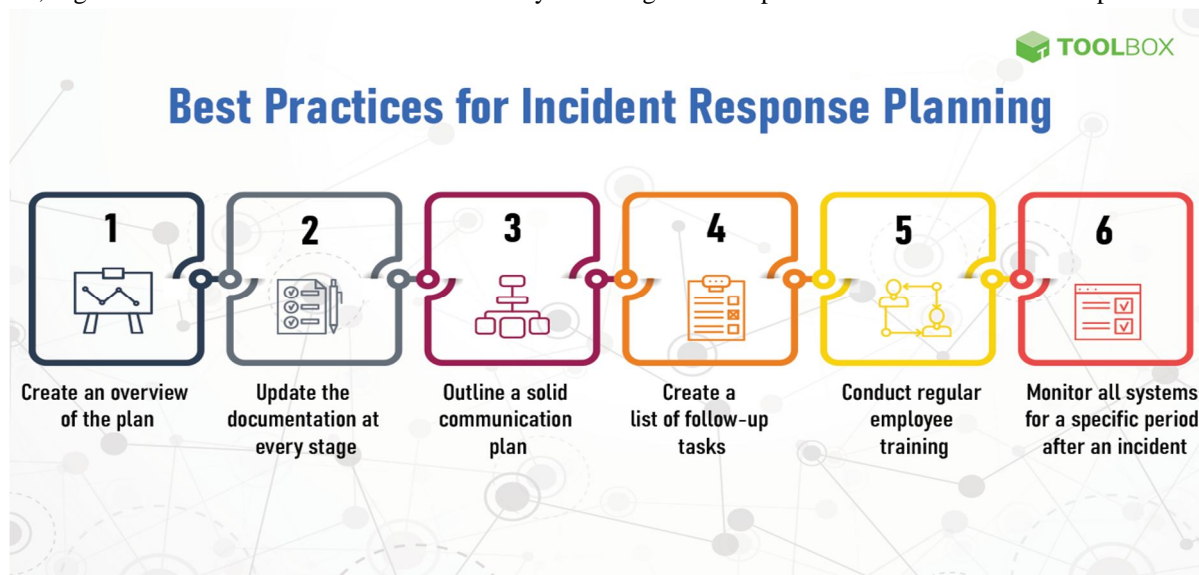 TOOLBOX
Best Practices for Incident Response Planning
1
2
3
4
5
6
Create an overview
of the plan
Update the
documentation at
every stage
Outline a solid
communication
plan
Create a
list of follow-up
tasks
Conduct regular
employee
training
Monitor all systems
for a specific period
after an incident